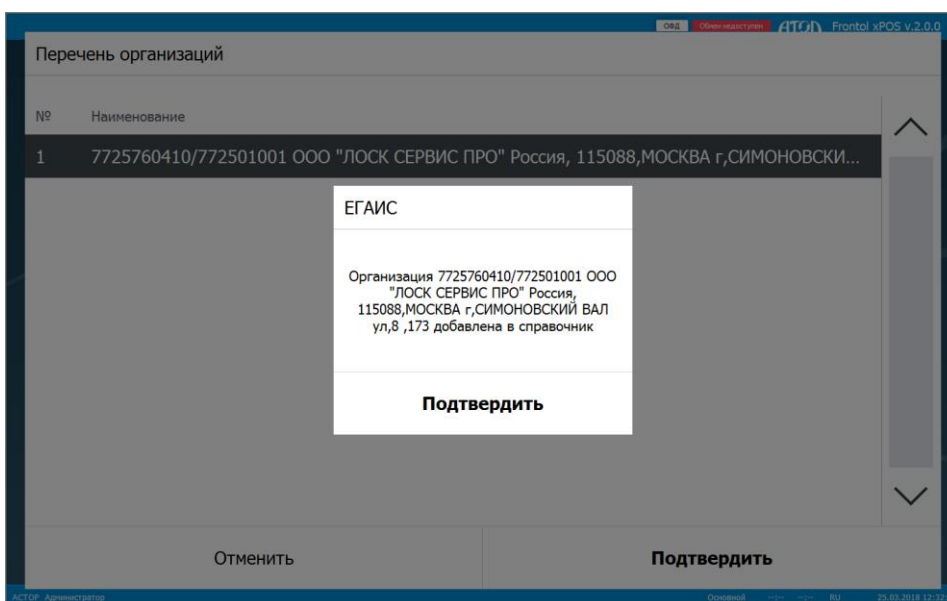 ОФД Обмен недоступен АТОЛ Frontol xPOS v.2.0.0
Перечень организаций
№ Наименование
1 7725760410/772501001 ООО "ЛОСК СЕРВИС ПРО" Россия, 115088,МОСКВА г,СИМОНОВСКИ...
ЕГАИС
Организация 7725760410/772501001 ООО
"ЛОСК СЕРВИС ПРО" Россия,
115088,МОСКВА г,СИМОНОВСКИЙ ВАЛ
ул,8 ,173 добавлена в справочник
Подтвердить
Отменить Подтвердить
АСТОР Администратор Основной --:-- --:-- RU 25.03.2018 12:32